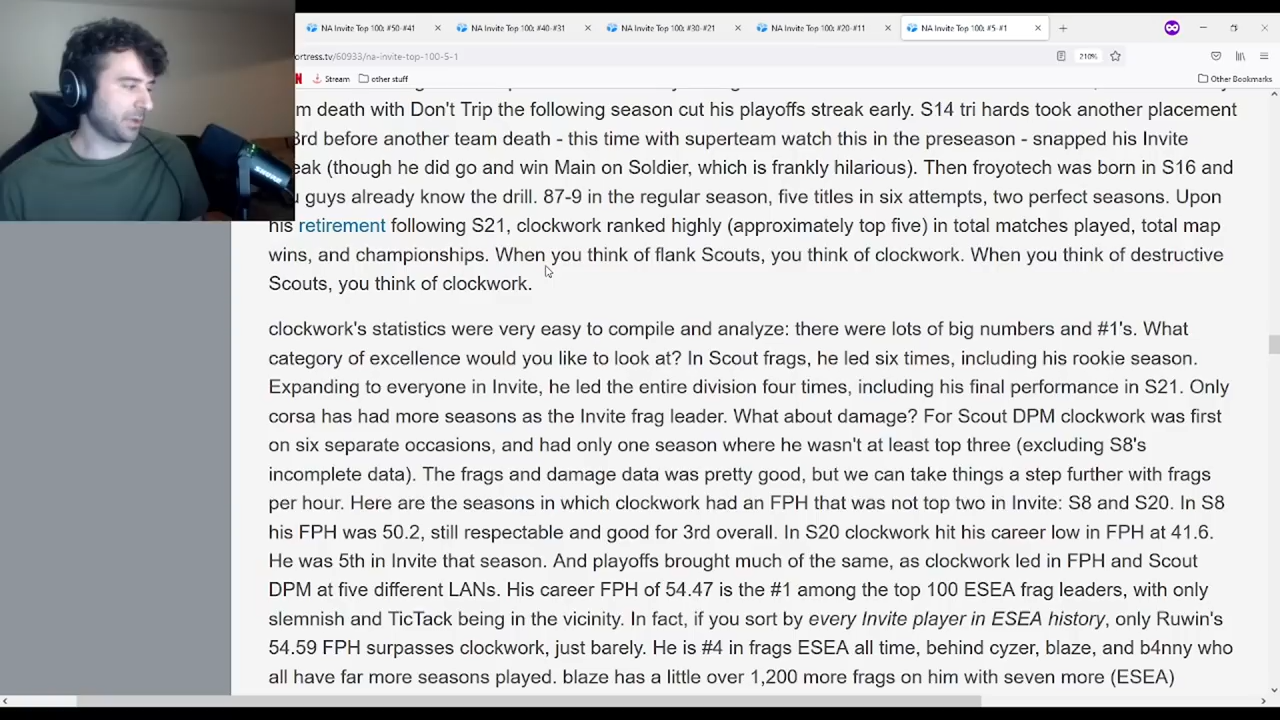 NA Invite Top 100: #50-#41
NA Invite Top 100: #40-#31
NA Invite Top 100: #30-#21
NA Invite Top 100: #20-#11
NA Invite Top 100: #5-#1
ortress.tv/60933/na-invite-top-100-5-1
210%
Stream
other stuff
Other Bookmarks
m death with Don't Trip the following season cut his playoffs streak early. S14 tri hards took another placement
3rd before another team death - this time with superteam watch this in the preseason - snapped his Invite
eak (though he did go and win Main on Soldier, which is frankly hilarious). Then froyotech was born in S16 and
u guys already know the drill. 87-9 in the regular season, five titles in six attempts, two perfect seasons. Upon
his retirement following S21, clockwork ranked highly (approximately top five) in total matches played, total map
wins, and championships. When you think of flank Scouts, you think of clockwork. When you think of destructive
Scouts, you think of clockwork.
clockwork's statistics were very easy to compile and analyze: there were lots of big numbers and #1's. What
category of excellence would you like to look at? In Scout frags, he led six times, including his rookie season.
Expanding to everyone in Invite, he led the entire division four times, including his final performance in S21. Only
corsa has had more seasons as the Invite frag leader. What about damage? For Scout DPM clockwork was first
on six separate occasions, and had only one season where he wasn't at least top three (excluding S8's
incomplete data). The frags and damage data was pretty good, but we can take things a step further with frags
per hour. Here are the seasons in which clockwork had an FPH that was not top two in Invite: S8 and S20. In S8
his FPH was 50.2, still respectable and good for 3rd overall. In S20 clockwork hit his career low in FPH at 41.6.
He was 5th in Invite that season. And playoffs brought much of the same, as clockwork led in FPH and Scout
DPM at five different LANs. His career FPH of 54.47 is the #1 among the top 100 ESEA frag leaders, with only
slemnish and TicTack being in the vicinity. In fact, if you sort by every Invite player in ESEA history, only Ruwin's
54.59 FPH surpasses clockwork, just barely. He is #4 in frags ESEA all time, behind cyzer, blaze, and b4nny who
all have far more seasons played. blaze has a little over 1,200 more frags on him with seven more (ESEA)